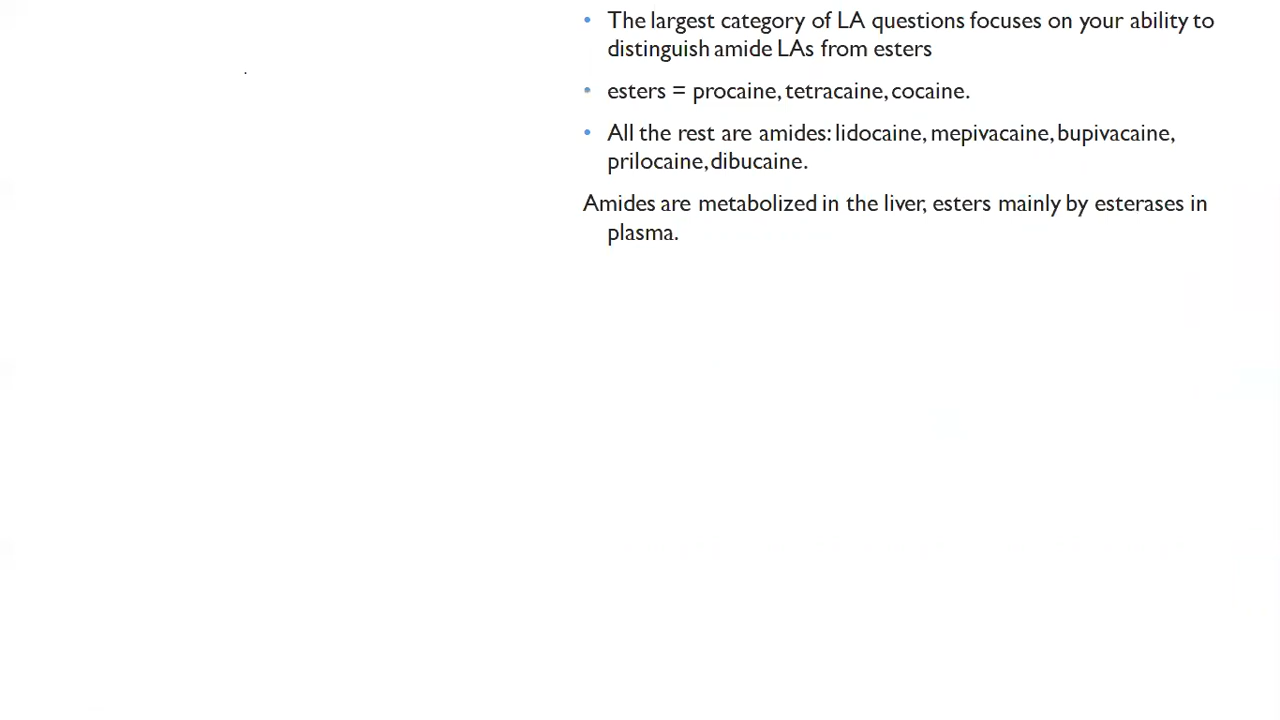 • The largest category of LA questions focuses on your ability to
distinguish amide LAs from esters
• esters = procaine, tetracaine, cocaine.
• All the rest are amides: lidocaine, mepivacaine, bupivacaine,
prilocaine, dibucaine.
Amides are metabolized in the liver, esters mainly by esterases in
plasma.